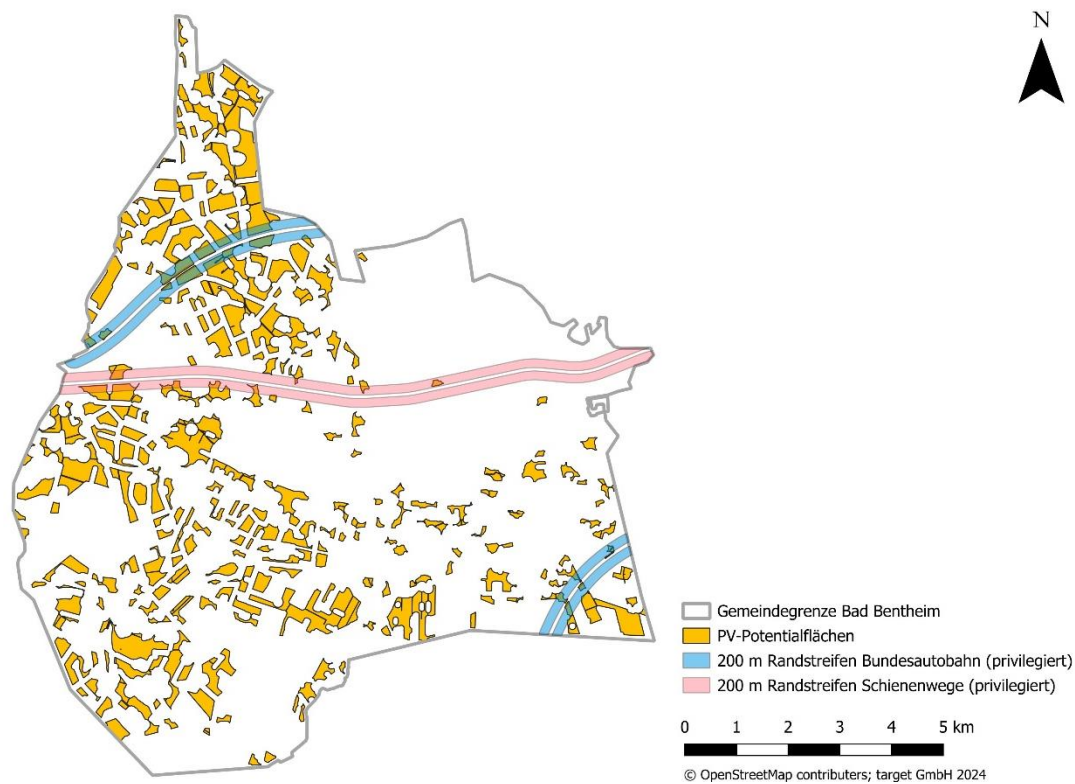 N
Gemeindegrenze Bad Bentheim
PV-Potentialflächen
200 m Randstreifen Bundesautobahn (privilegiert)
200 m Randstreifen Schienenwege (privilegiert)
0 1 2 3 4 5 km
© OpenStreetMap contributors; target GmbH 2024